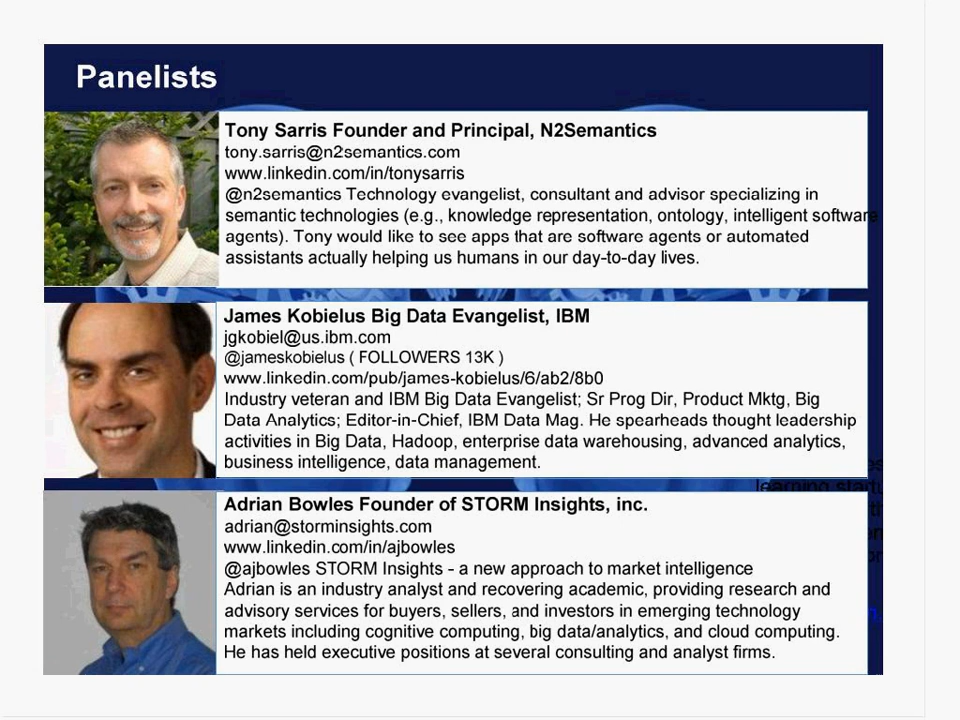 Panelists
Tony Sarris Founder and Principal, N2Semantics
tony.sarris@n2semantics.com
www.linkedin.com/in/tonysarris
@n2semantics Technology evangelist, consultant and advisor specializing in
semantic technologies (e.g., knowledge representation, ontology, intelligent software
agents). Tony would like to see apps that are software agents or automated
assistants actually helping us humans in our day-to-day lives.
James Kobielus Big Data Evangelist, IBM
jgkobiel@us.ibm.com
@jameskobielus ( FOLLOWERS 13K )
www.linkedin.com/pub/james-kobielus/6/ab2/8b0
Industry veteran and IBM Big Data Evangelist; Sr Prog Dir, Product Mktg, Big
Data Analytics; Editor-in-Chief, IBM Data Mag. He spearheads thought leadership
activities in Big Data, Hadoop, enterprise data warehousing, advanced analytics,
business intelligence, data management.
learning
Adrian Bowles Founder of STORM Insights, inc.
adrian@storminsights.com
www.linkedin.com/in/ajbowles
@ajbowles STORM Insights - a new approach to market intelligence
Adrian is an industry analyst and recovering academic, providing research and
advisory services for buyers, sellers, and investors in emerging technology
markets including cognitive computing, big data/analytics, and cloud computing.
He has held executive positions at several consulting and analyst firms.